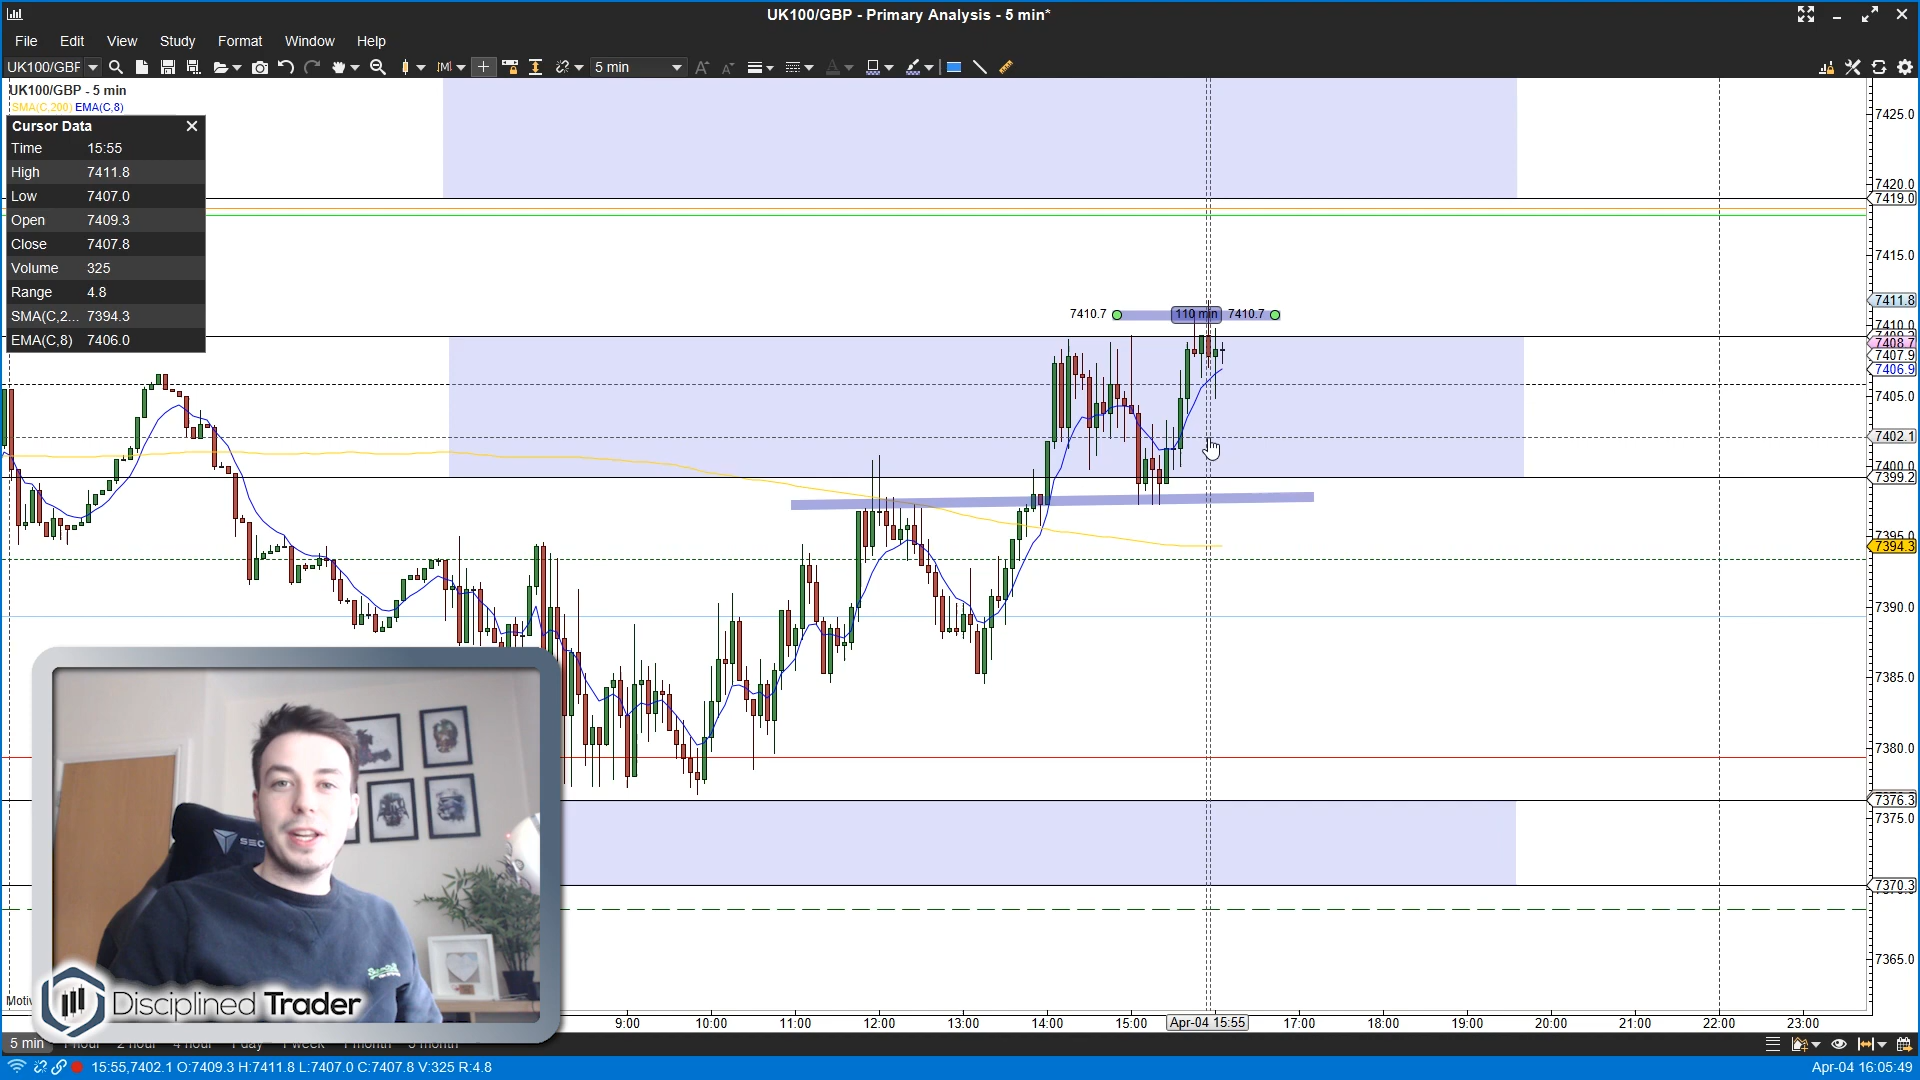 UK100/GBP - Primary Analysis - 5 min*
File Edit View Study Format Window Help
UK100/GBP 5 min
UK100/GBP - 5 min
SMA(C,200) EMA(C,8)
Cursor Data
Time 15:55
High 7411.8
Low 7407.0
Open 7409.3
Close 7407.8
Volume 325
Range 4.8
SMA(C,2... 7394.3
EMA(C,8) 7406.0
7410.7 110 min 7410.7
7425.0
7420.0
7419.0
7415.0
7411.8
7410.0
7408.7
7407.9
7406.9
7405.0
7402.1
7400.0
7399.2
7395.0
7394.3
7390.0
7385.0
7380.0
7376.3
7375.0
7370.3
7365.0
Disciplined Trader
9:00 10:00 11:00 12:00 13:00 14:00 15:00 Apr-04 15:55 17:00 18:00 19:00 20:00 21:00 22:00 23:00
5 min
15:55,7402.1 O:7409.3 H:7411.8 L:7407.0 C:7407.8 V:325 R:4.8
Apr-04 16:05:49